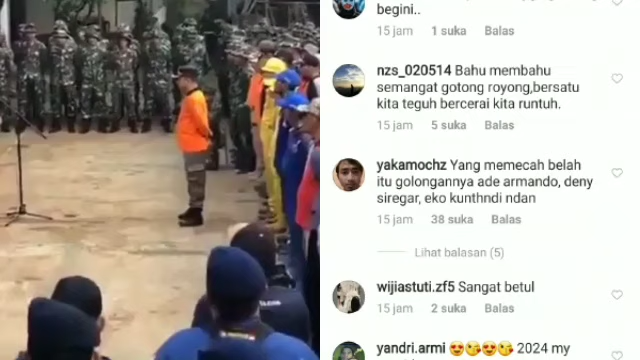 begini..
15 jam 1 suka Balas
nzs_020514 Bahu membahu
semangat gotong royong,bersatu
kita teguh bercerai kita runtuh.
15 jam 5 suka Balas
yakamochz Yang memecah belah
itu golongannya ade armando, deny
siregar, eko kunthndi ndan
15 jam 38 suka Balas
Lihat balasan (5)
wijiastuti.zf5 Sangat betul
15 jam 2 suka Balas
yandri.armi 😍😘😍😘 2024 my